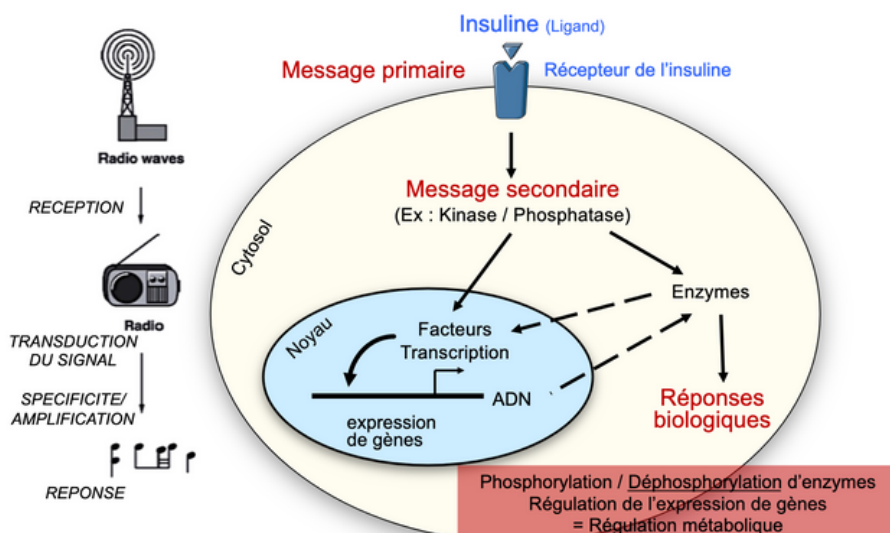 Radio waves
RECEPTION
Radio
TRANSDUCTION
DU SIGNAL
SPECIFICITE/
AMPLIFICATION
REPONSE
Insuline (Ligand)
Message primaire
Récepteur de l'insuline
Message secondaire
(Ex : Kinase / Phosphatase)
Cytosol
Enzymes
Noyau
Facteurs
Transcription
ADN
expression
de gènes
Réponses
biologiques
Phosphorylation / Déphosphorylation d'enzymes
Régulation de l'expression de gènes
= Régulation métabolique